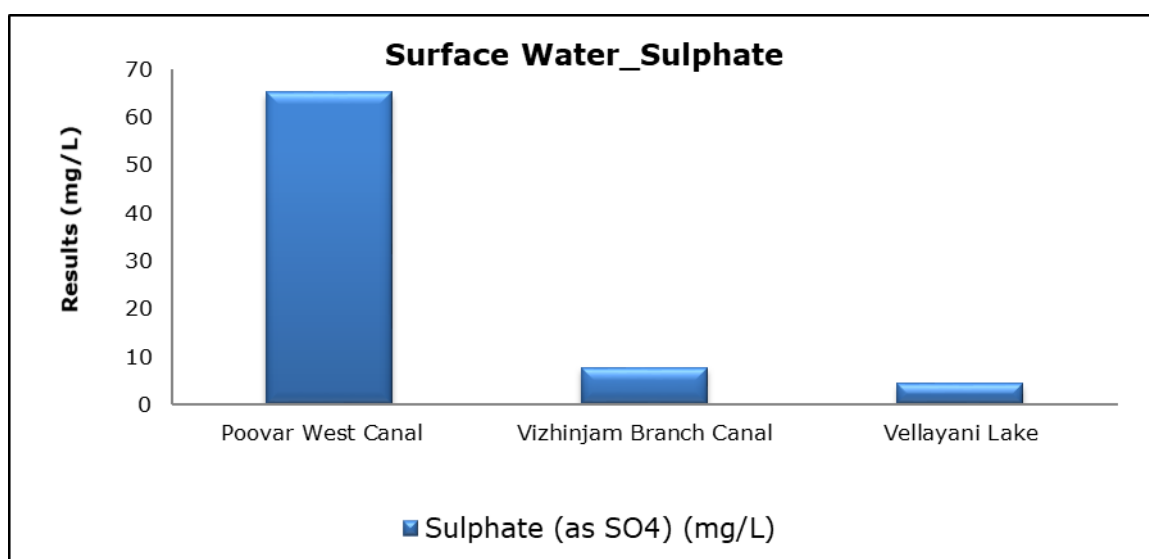 Surface Water_Sulphate
Results (mg/L)
70
60
50
40
30
20
10
0
Poovar West Canal
Vizhinjam Branch Canal
Vellayani Lake
Sulphate (as SO4) (mg/L)